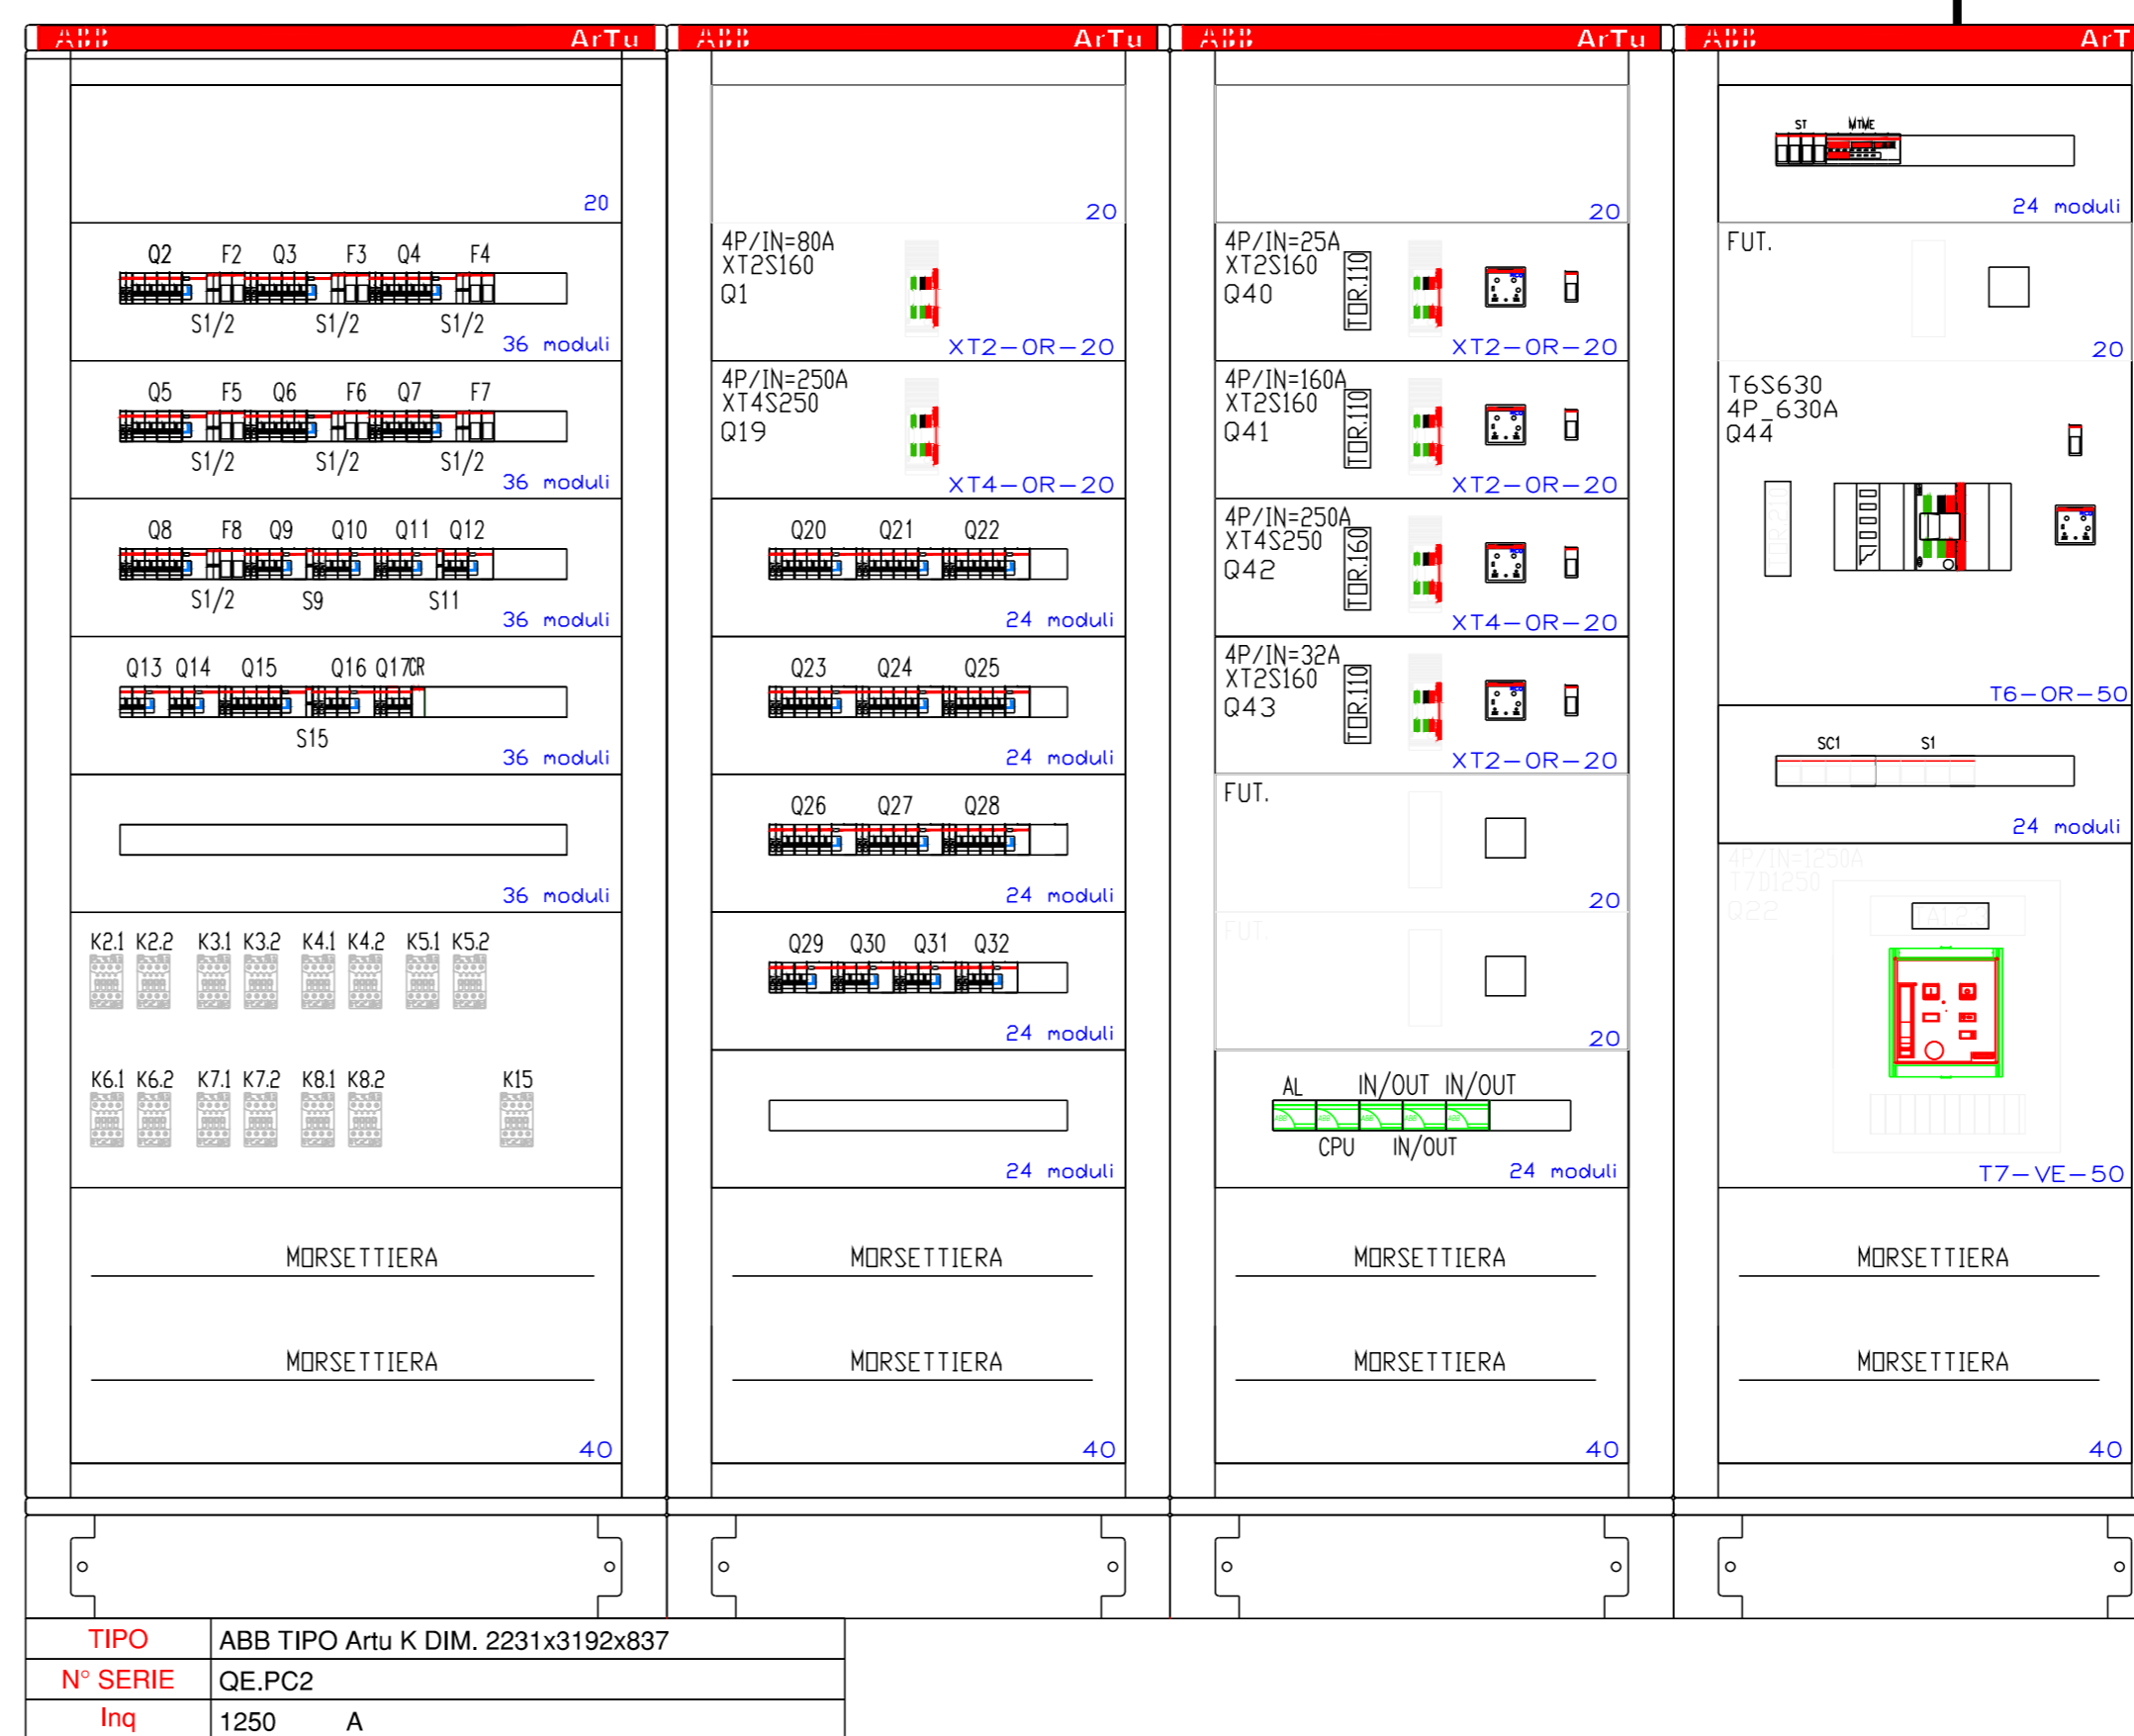 ABB ArTu ABB ArTu ABB ArTu ABB ArT
20
Q2 F2 Q3 F3 Q4 F4
S1/2 S1/2 S1/2
36 moduli
Q5 F5 Q6 F6 Q7 F7
S1/2 S1/2 S1/2
36 moduli
Q8 F8 Q9 Q10 Q11 Q12
S1/2 S9 S11
36 moduli
Q13 Q14 Q15 Q16 Q17 CR
S15
36 moduli
36 moduli
K2.1 K2.2 K3.1 K3.2 K4.1 K4.2 K5.1 K5.2
K6.1 K6.2 K7.1 K7.2 K8.1 K8.2 K15
MORSETTIERA
MORSETTIERA
40
20
4P/IN=80A
XT2S160
Q1
XT2-OR-20
4P/IN=250A
XT4S250
Q19
XT4-OR-20
Q20 Q21 Q22
24 moduli
Q23 Q24 Q25
24 moduli
Q26 Q27 Q28
24 moduli
Q29 Q30 Q31 Q32
24 moduli
24 moduli
MORSETTIERA
MORSETTIERA
40
20
4P/IN=25A
XT2S160
Q40
TOR.110
XT2-OR-20
4P/IN=160A
XT2S160
Q41
TOR.110
XT2-OR-20
4P/IN=250A
XT4S250
Q42
TOR.160
XT4-OR-20
4P/IN=32A
XT2S160
Q43
TOR.110
XT2-OR-20
FUT.
20
FUT.
20
AL IN/OUT IN/OUT
CPU IN/OUT
24 moduli
MORSETTIERA
MORSETTIERA
40
ST MTME
24 moduli
FUT.
20
T6S630
4P_630A
Q44
T6-OR-50
SC1 S1
24 moduli
4P/IN=1250A
T7D1250
Q22
T7-VE-50
MORSETTIERA
MORSETTIERA
40
TIPO ABB TIPO Artu K DIM. 2231x3192x837
N° SERIE QE.PC2
Inq 1250 A